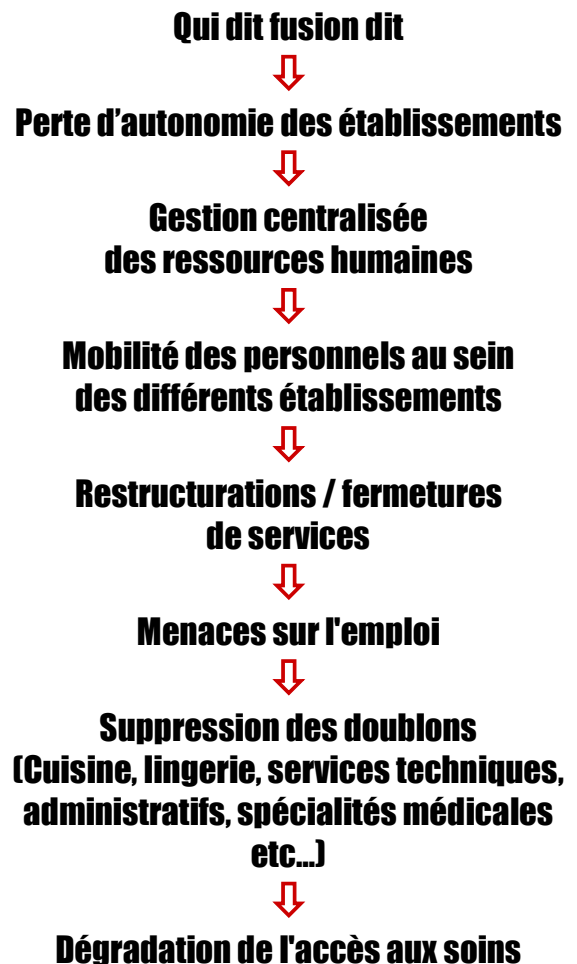 Qui dit fusion dit
Perte d’autonomie des établissements
Gestion centralisée
des ressources humaines
Mobilité des personnels au sein
des différents établissements
Restructurations / fermetures
de services
Menaces sur l'emploi
Suppression des doublons
(Cuisine, lingerie, services techniques,
administratifs, spécialités médicales
etc...)
Dégradation de l'accès aux soins